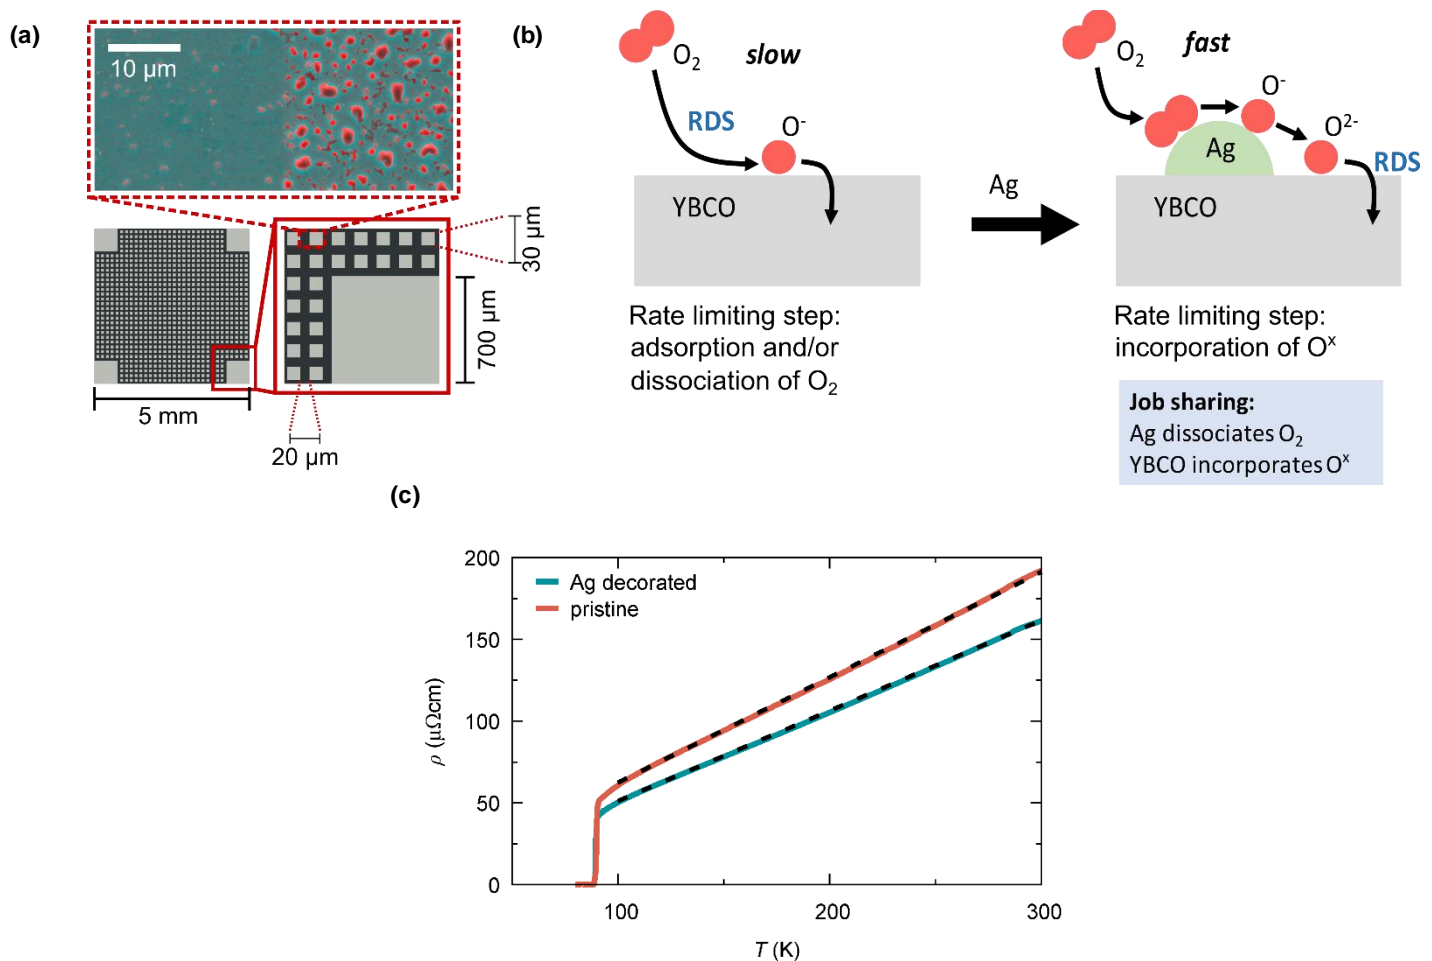 (a)
10 µm
30 µm
700 µm
5 mm
20 µm
(b)
O2
slow
RDS
O-
YBCO
Rate limiting step:
adsorption and/or
dissociation of O2
Ag
O2
fast
O-
O2-
Ag
RDS
YBCO
Rate limiting step:
incorporation of Ox
Job sharing:
Ag dissociates O2
YBCO incorporates Ox
(c)
200
150
100
50
0
ρ (µΩcm)
Ag decorated
pristine
100
200
300
T (K)